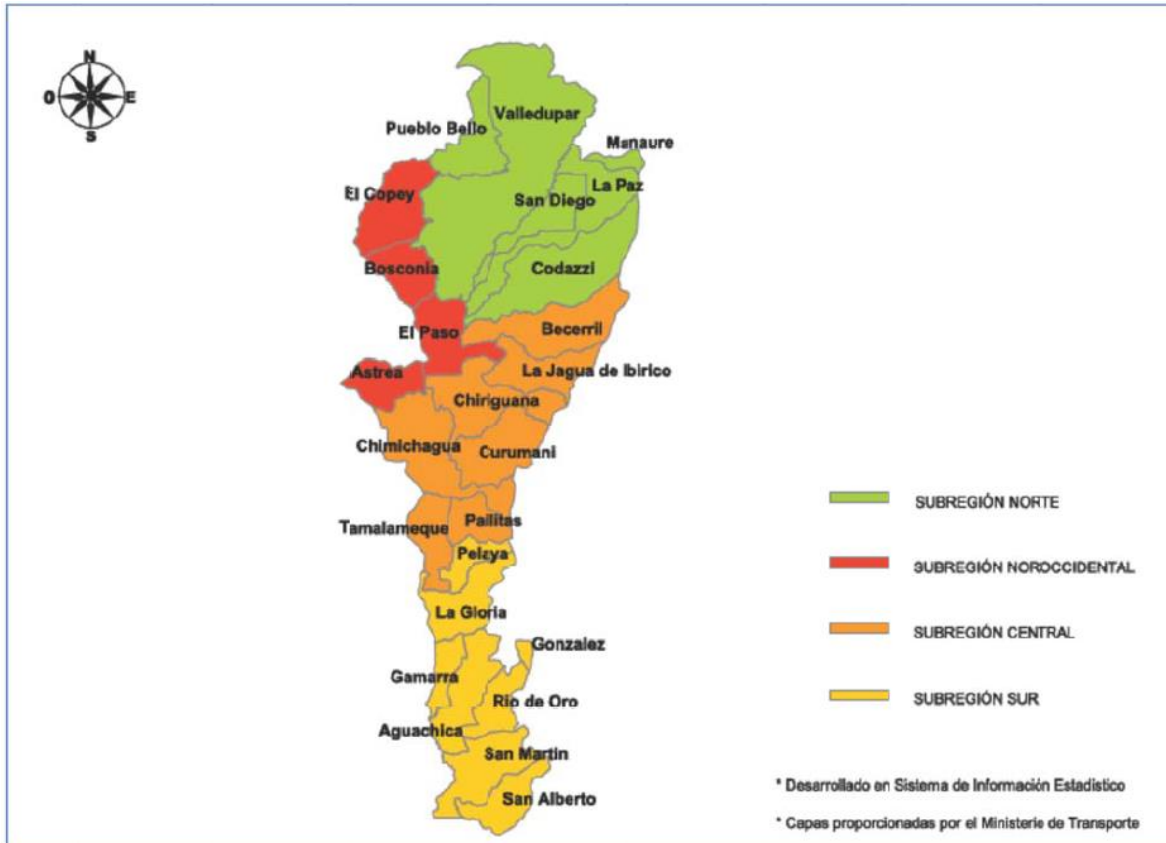 N
O
E
S
Valledupar
Pueblo Bello
Manaure
El Copey
La Paz
San Diego
Bosconia
Codazzi
El Paso
Becerril
Astrea
La Jagua de Ibirico
Chiriguana
Chimichagua
Curumani
Tamalameque
Pailitas
Pelaya
La Gloria
Gonzalez
Gamarra
Rio de Oro
Aguachica
San Martin
San Alberto
SUBREGIÓN NORTE
SUBREGIÓN NOROCCIDENTAL
SUBREGIÓN CENTRAL
SUBREGIÓN SUR
* Desarrollado en Sistema de Información Estadístico
* Capas proporcionadas por el Ministerie de Transporte